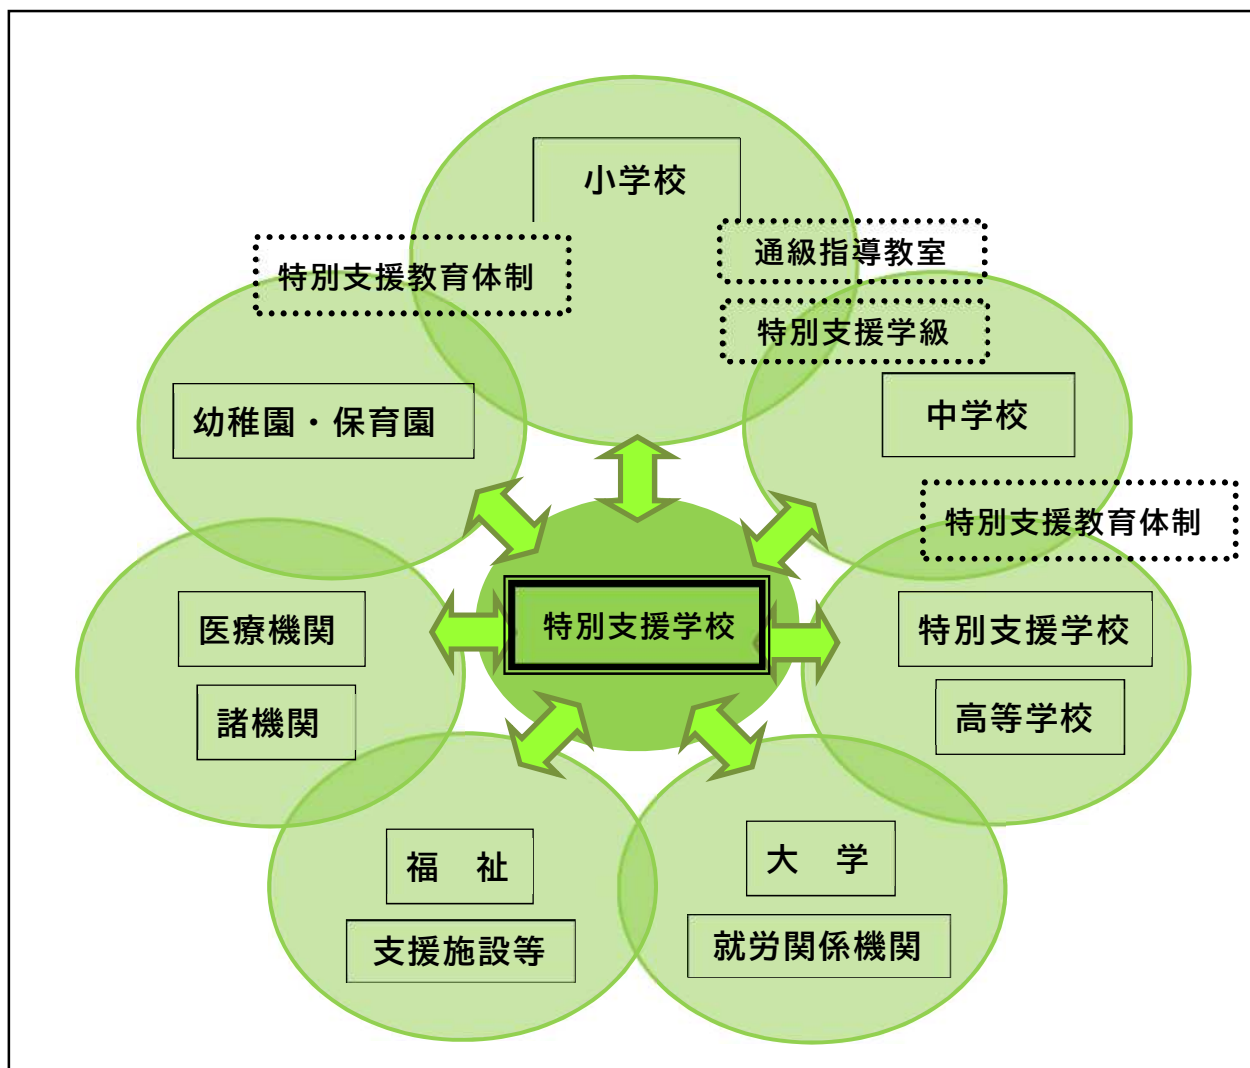 小学校
通級指導教室
特別支援教育体制
特別支援学級
幼稚園・保育園
中学校
特別支援教育体制
医療機関
特別支援学校
特別支援学校
諸機関
高等学校
福　祉
大　学
支援施設等
就労関係機関